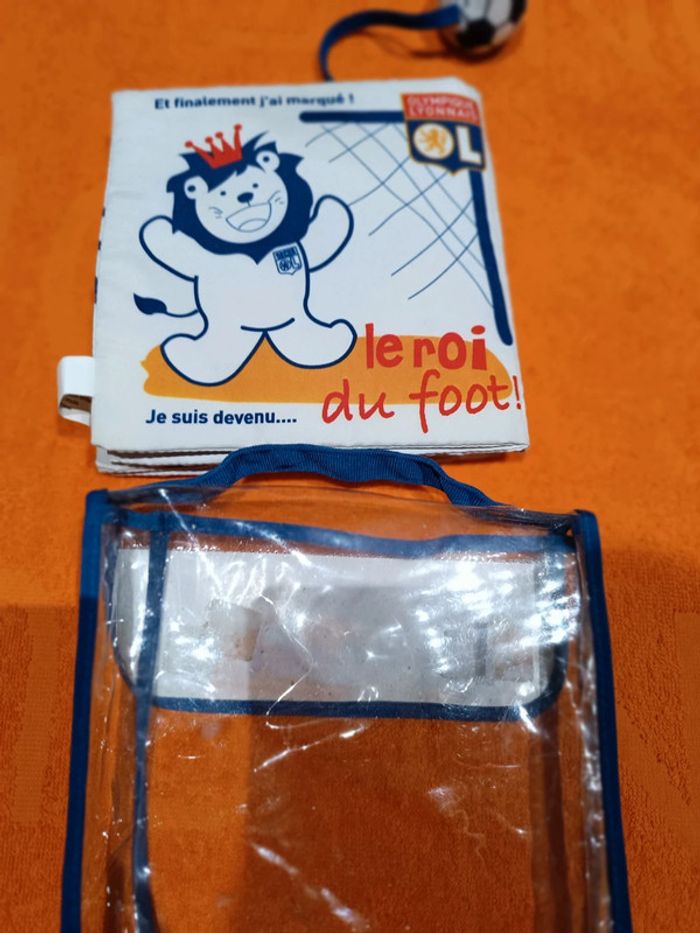 Et finalement j'ai marqué !
OLYMPIQUE
LYONNAIS
OL
le roi
du foot!
Je suis devenu....